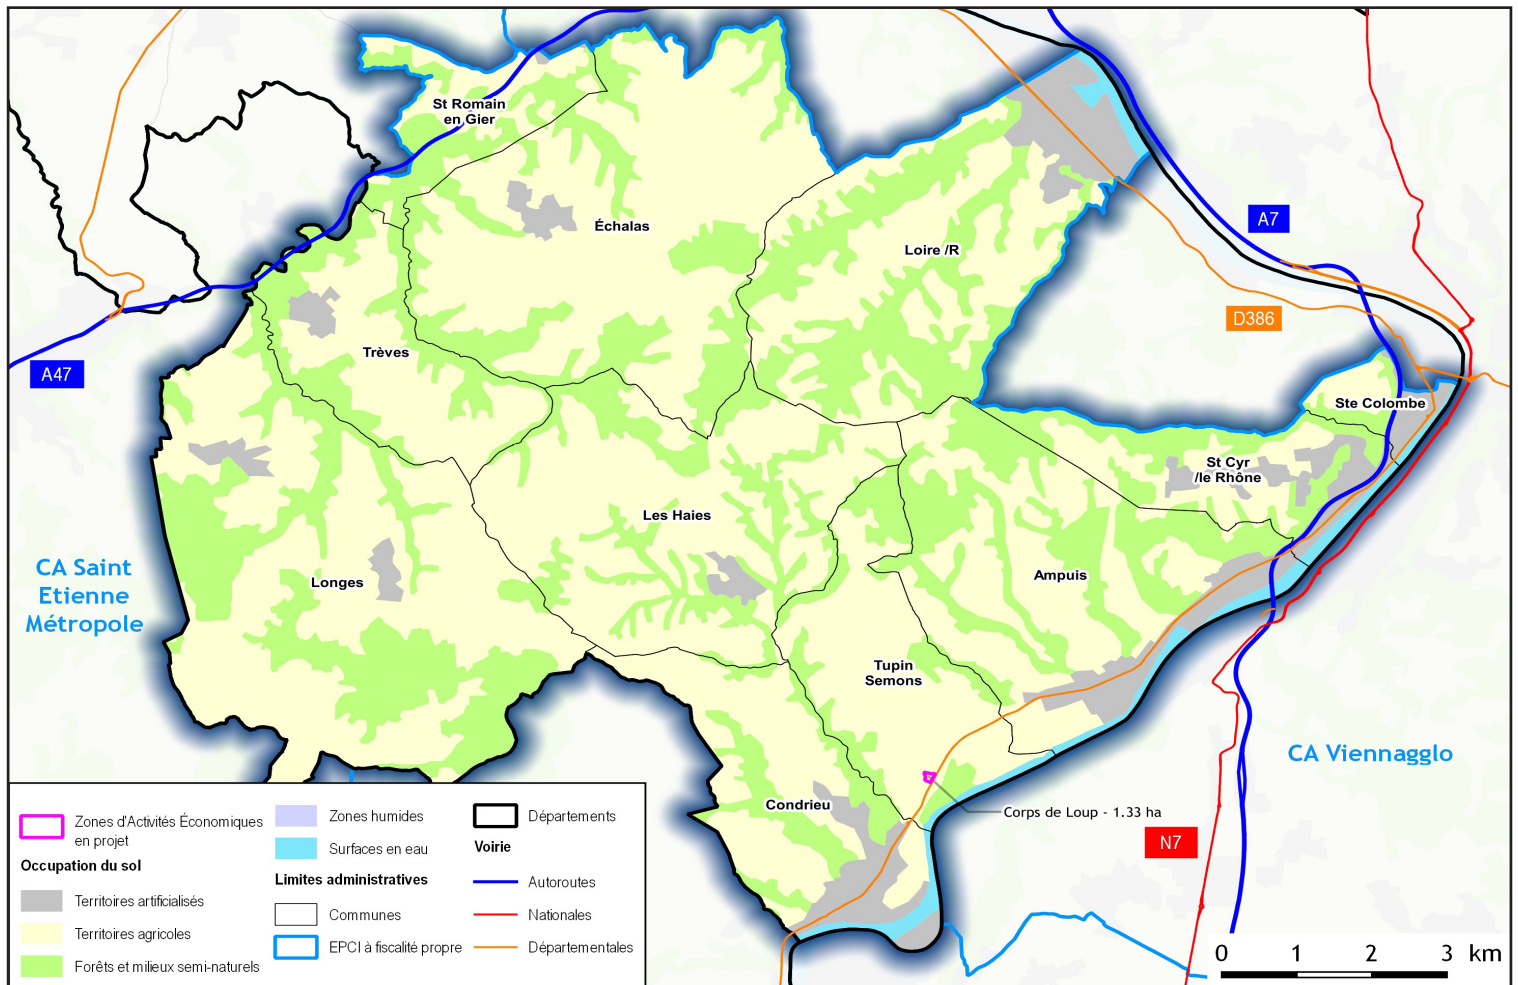 St Romain
en Gier
Échalas
Loire /R
A7
D386
Trèves
A47
Ste Colombe
St Cyr
/le Rhône
Les Haies
Longes
Ampuis
CA Saint
Etienne
Métropole
Tupin
Semons
CA Viennagglo
Condrieu
Corps de Loup - 1.33 ha
N7
Zones d'Activités Économiques
en projet
Occupation du sol
Territoires artificialisés
Territoires agricoles
Forêts et milieux semi-naturels
Zones humides
Surfaces en eau
Limites administratives
Communes
EPCI à fiscalité propre
Départements
Voirie
Autoroutes
Nationales
Départementales
0 1 2 3 km